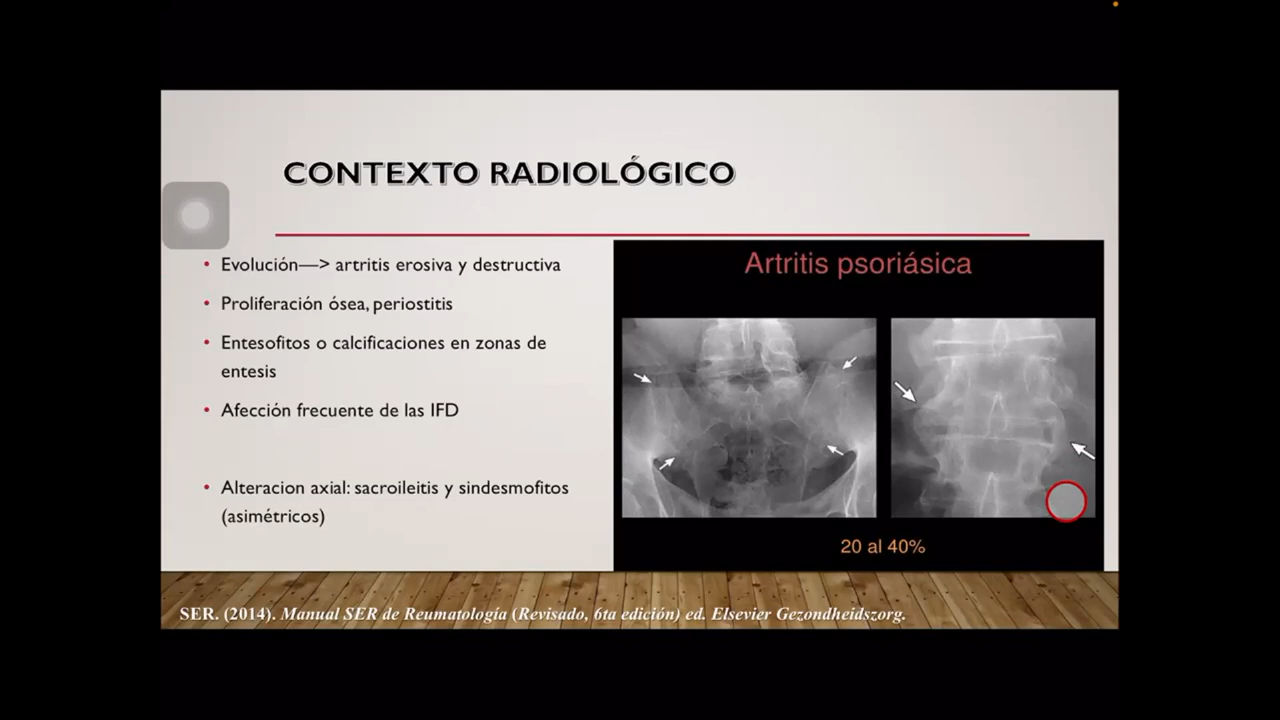 CONTEXTO RADIOLÓGICO
• Evolución—> artritis erosiva y destructiva
• Proliferación ósea, periostitis
• Entesofitos o calcificaciones en zonas de
entesis
• Afección frecuente de las IFD
• Alteracion axial: sacroileitis y sindesmofitos
(asimétricos)
Artritis psoriásica
20 al 40%
SER. (2014). Manual SER de Reumatología (Revisado, 6ta edición) ed. Elsevier Gezondheidszorg.